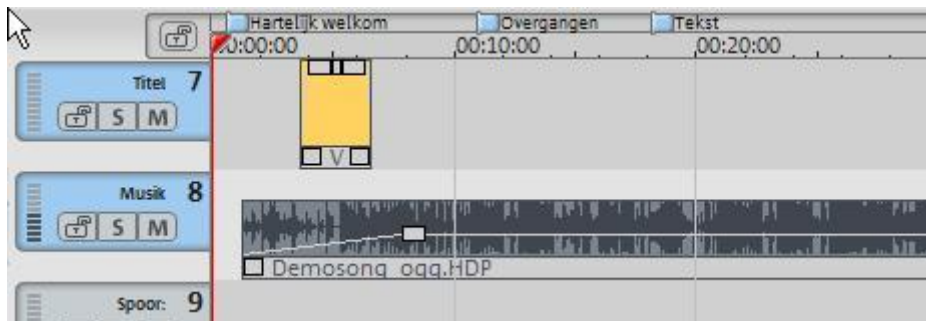 Hartelijk welkom Overgangen Tekst
0:00:00 00:10:00 00:20:00
Titel 7
S M
V
Musik 8
S M
Demosong_ogg.HDP
Spoor: 9